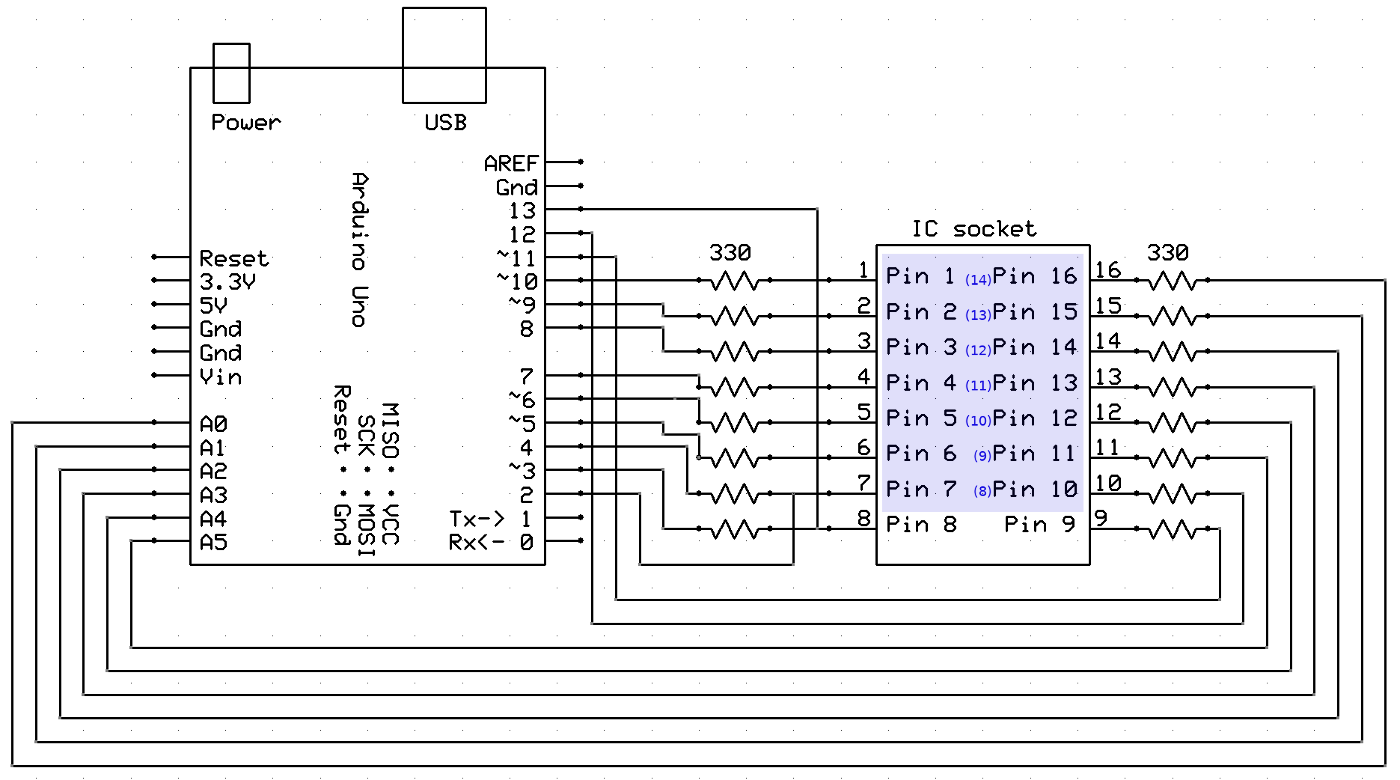 Power
USB
Arduino Uno
AREF
Gnd
13
12
~11
~10
~9
8
7
~6
~5
4
~3
2
Tx-> 1
Rx<- 0
Reset
3.3V
5V
Gnd
Gnd
Vin
A0
A1
A2
A3
A4
A5
MISO VCC
SCK MOSI
Reset Gnd
330
IC socket
330
1 Pin 1 (14) Pin 16 16
2 Pin 2 (13) Pin 15 15
3 Pin 3 (12) Pin 14 14
4 Pin 4 (11) Pin 13 13
5 Pin 5 (10) Pin 12 12
6 Pin 6 (9) Pin 11 11
7 Pin 7 (8) Pin 10 10
8 Pin 8 Pin 9 9